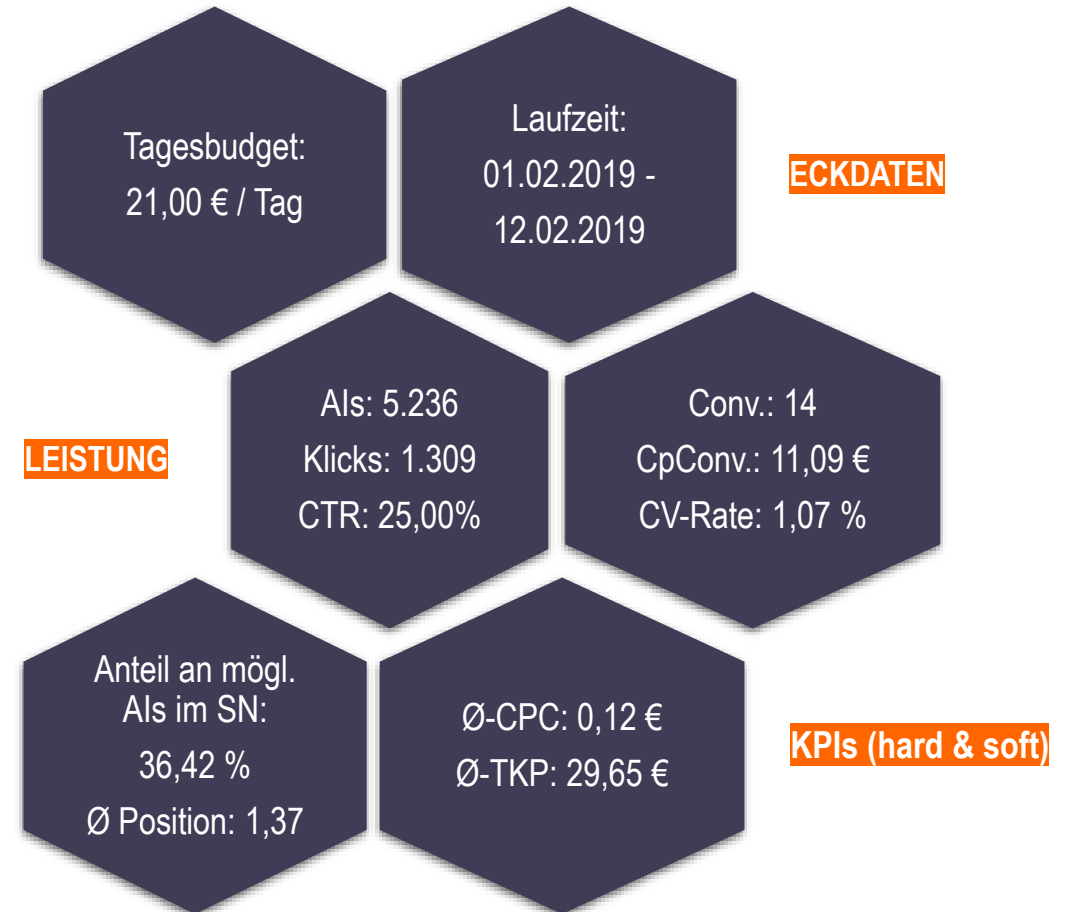 Tagesbudget:
21,00 € / Tag
Laufzeit:
01.02.2019 -
12.02.2019
ECKDATEN
LEISTUNG
AIs: 5.236
Klicks: 1.309
CTR: 25,00%
Conv.: 14
CpConv.: 11,09 €
CV-Rate: 1,07 %
Anteil an mögl.
AIs im SN:
36,42 %
Ø Position: 1,37
Ø-CPC: 0,12 €
Ø-TKP: 29,65 €
KPIs (hard & soft)